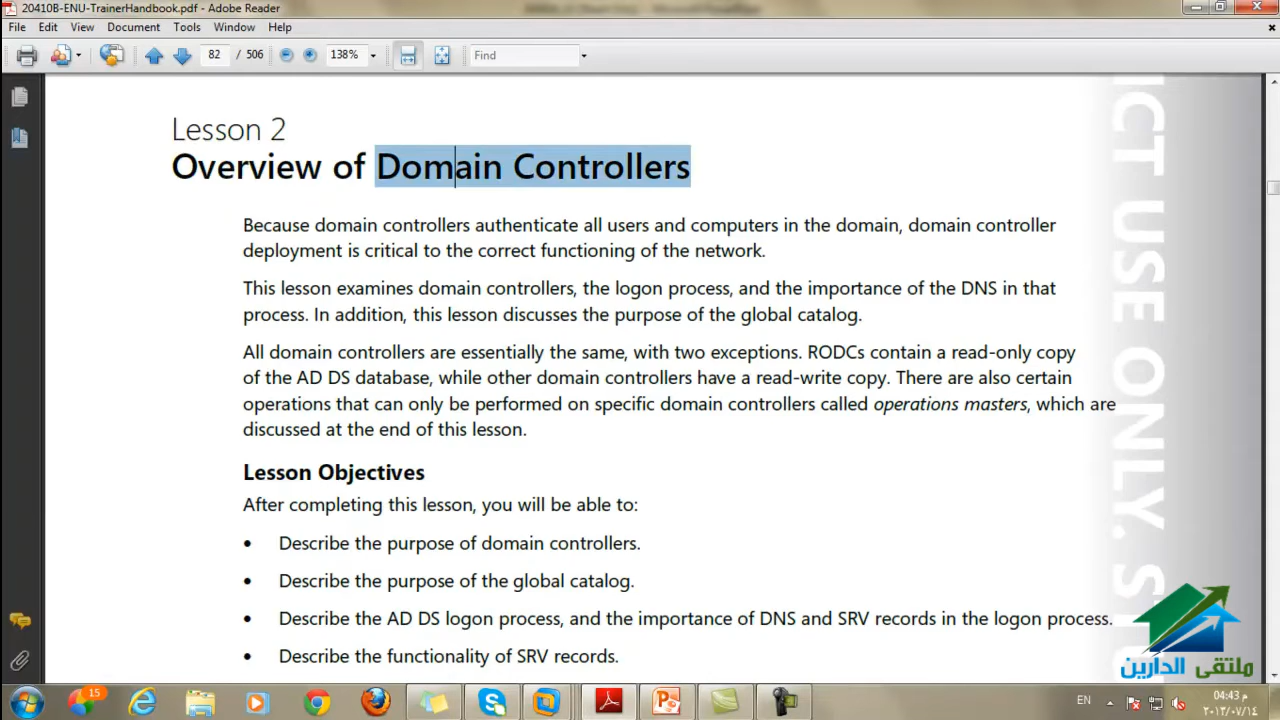 20410B-ENU-TrainerHandbook.pdf - Adobe Reader
File Edit View Document Tools Window Help
82 / 506 138% Find
Lesson 2
Overview of Domain Controllers
Because domain controllers authenticate all users and computers in the domain, domain controller
deployment is critical to the correct functioning of the network.
This lesson examines domain controllers, the logon process, and the importance of the DNS in that
process. In addition, this lesson discusses the purpose of the global catalog.
All domain controllers are essentially the same, with two exceptions. RODCs contain a read-only copy
of the AD DS database, while other domain controllers have a read-write copy. There are also certain
operations that can only be performed on specific domain controllers called operations masters, which are
discussed at the end of this lesson.
Lesson Objectives
After completing this lesson, you will be able to:
• Describe the purpose of domain controllers.
• Describe the purpose of the global catalog.
• Describe the AD DS logon process, and the importance of DNS and SRV records in the logon process.
• Describe the functionality of SRV records.
USE ONLY. S
ملتقى الدارين
15
EN
04:43 م
٢٠١٣/٠٧/١٤